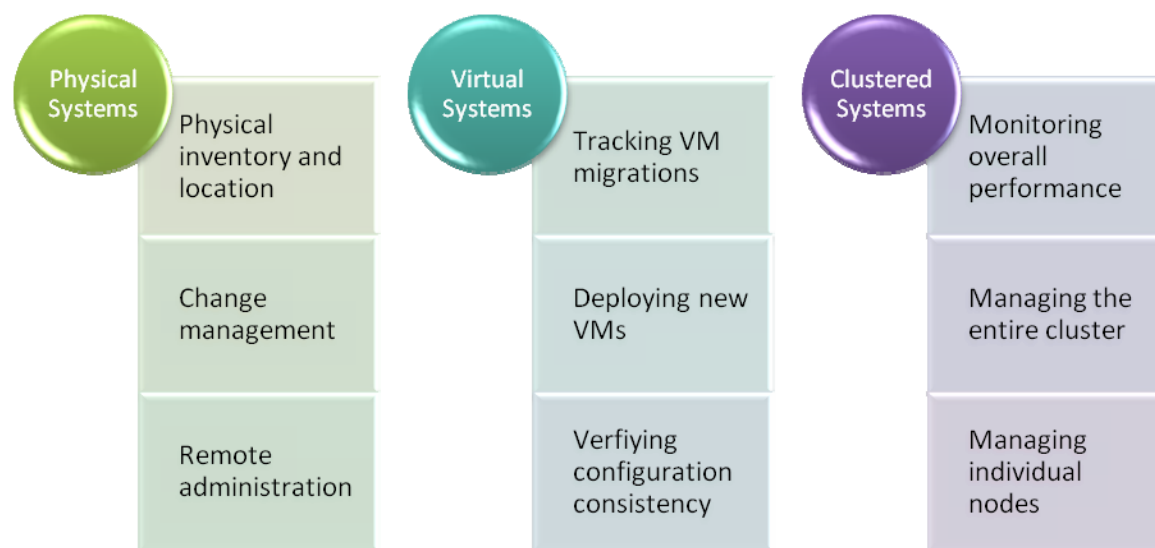 Physical
Systems
Physical
inventory and
location
Change
management
Remote
administration
Virtual
Systems
Tracking VM
migrations
Deploying new
VMs
Verfiying
configuration
consistency
Clustered
Systems
Monitoring
overall
performance
Managing the
entire cluster
Managing
individual
nodes